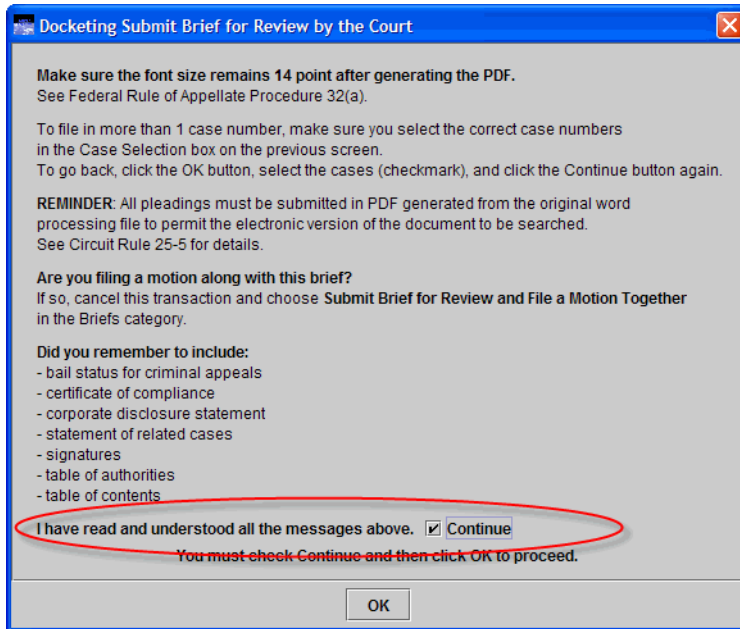 Docketing Submit Brief for Review by the Court
Make sure the font size remains 14 point after generating the PDF.
See Federal Rule of Appellate Procedure 32(a).
To file in more than 1 case number, make sure you select the correct case numbers
in the Case Selection box on the previous screen.
To go back, click the OK button, select the cases (checkmark), and click the Continue button again.
REMINDER: All pleadings must be submitted in PDF generated from the original word
processing file to permit the electronic version of the document to be searched.
See Circuit Rule 25-5 for details.
Are you filing a motion along with this brief?
If so, cancel this transaction and choose Submit Brief for Review and File a Motion Together
in the Briefs category.
Did you remember to include:
- bail status for criminal appeals
- certificate of compliance
- corporate disclosure statement
- statement of related cases
- signatures
- table of authorities
- table of contents
I have read and understood all the messages above. Continue
You must check Continue and then click OK to proceed.
OK